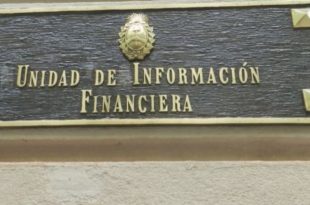 UNIDAD DE INFORMACIÓN
FINANCIERA